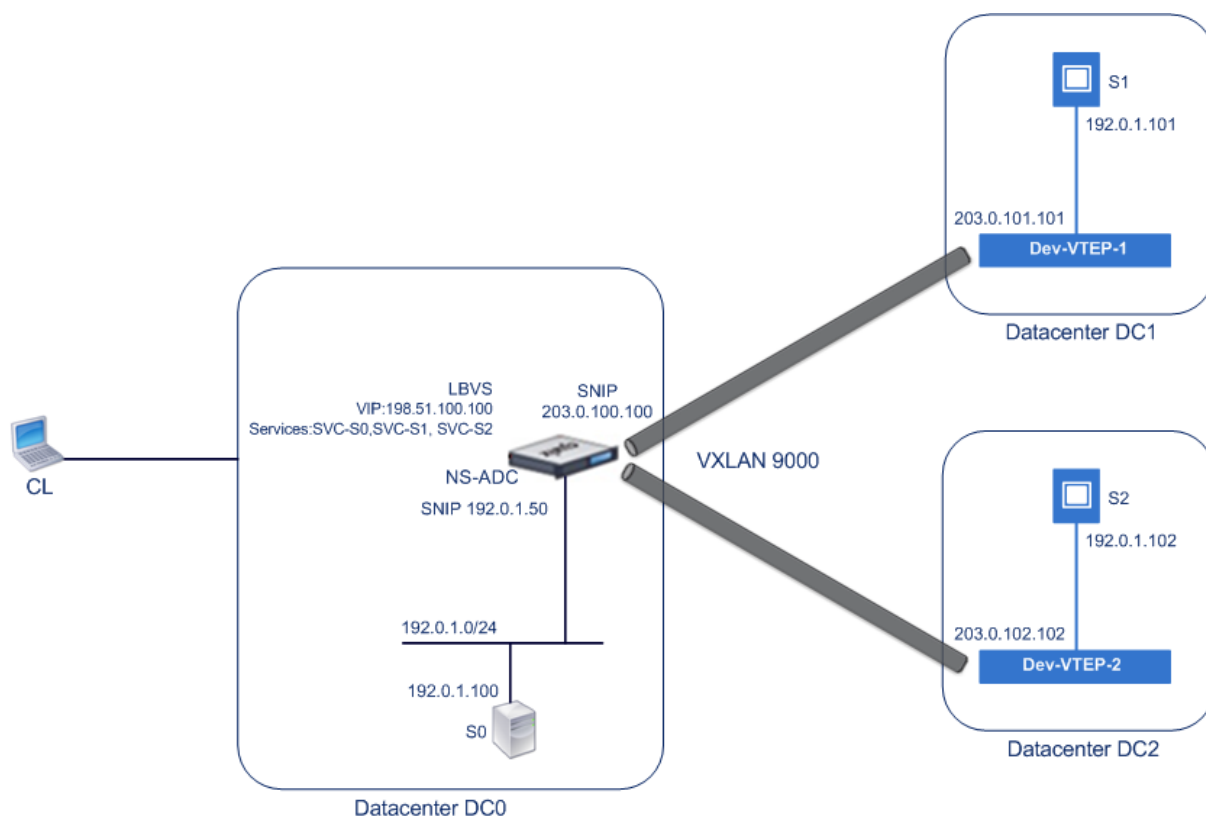 S1
192.0.1.101
203.0.101.101
Dev-VTEP-1
Datacenter DC1
LBVS
VIP:198.51.100.100
Services:SVC-S0,SVC-S1, SVC-S2
SNIP
203.0.100.100
CL
NS-ADC
SNIP 192.0.1.50
VXLAN 9000
S2
192.0.1.102
203.0.102.102
Dev-VTEP-2
192.0.1.0/24
192.0.1.100
S0
Datacenter DC2
Datacenter DC0